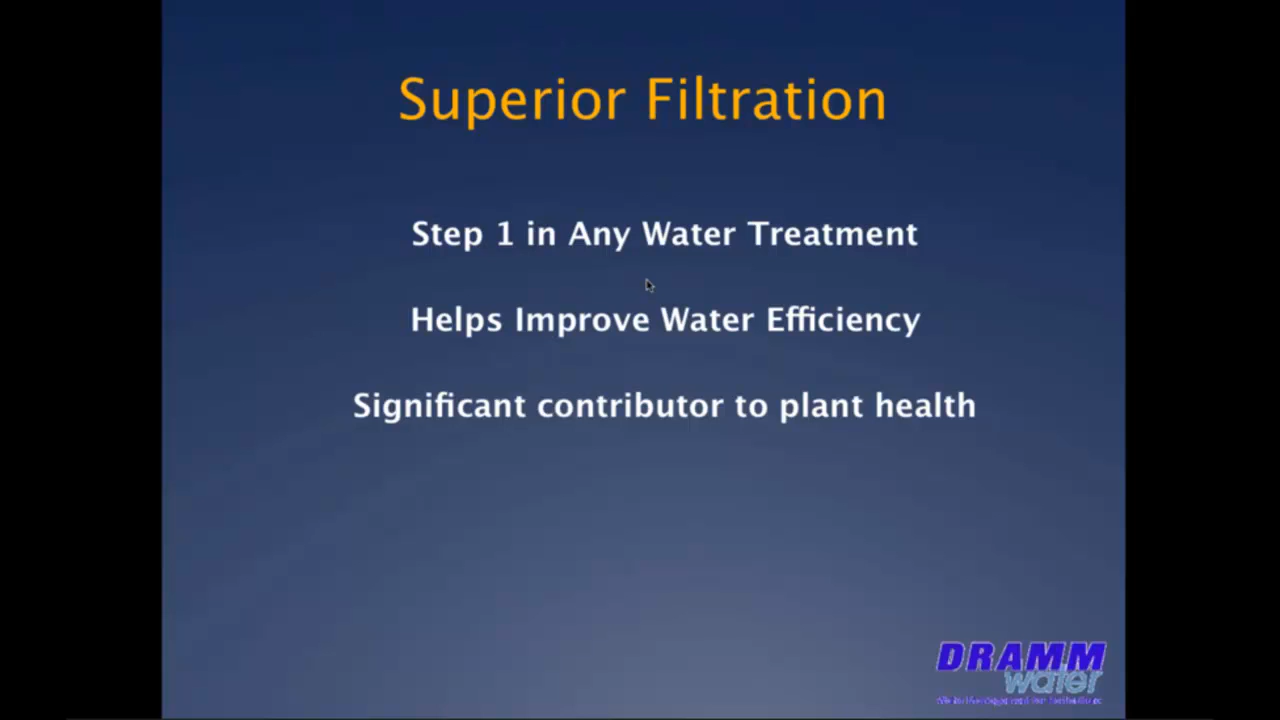 Superior Filtration
Step 1 in Any Water Treatment
Helps Improve Water Efficiency
Significant contributor to plant health
DRAMM
water